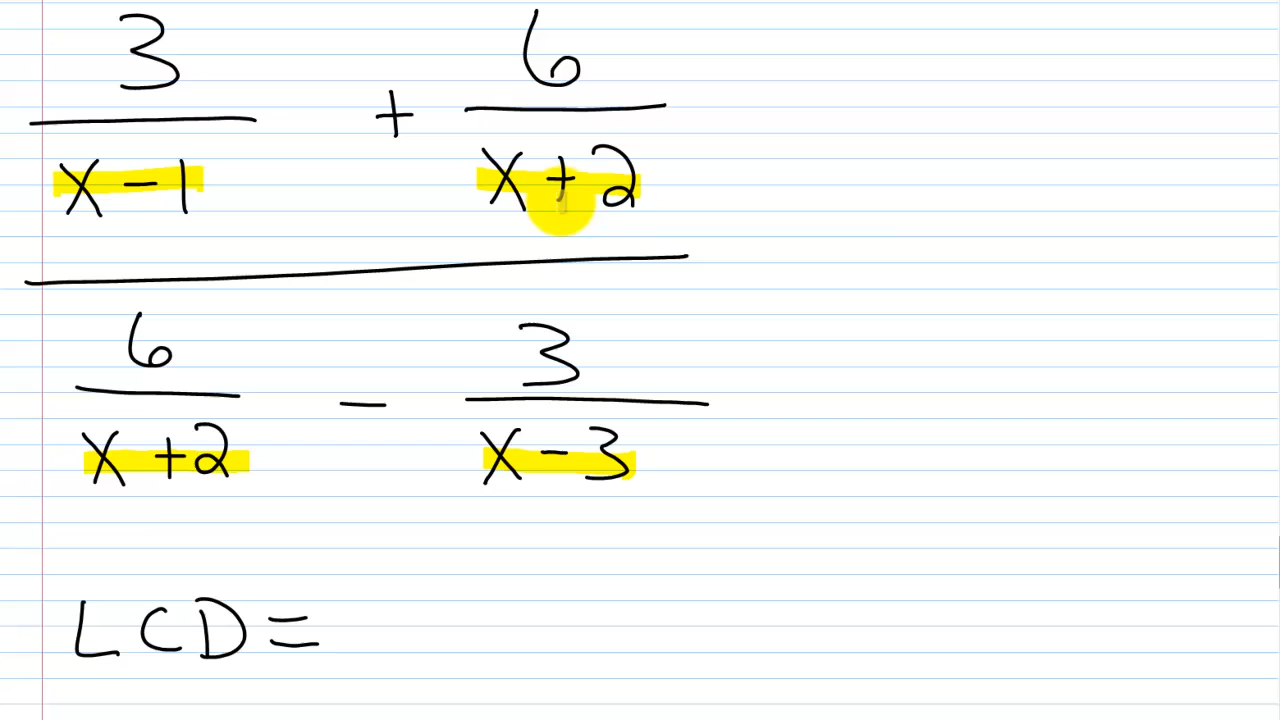 3 6
+
x - 1 x + 2
6 3
-
x + 2 x - 3
LCD =